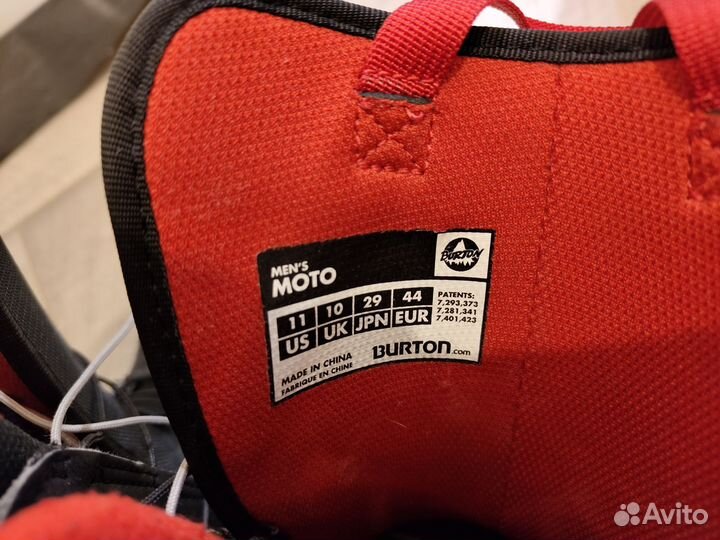 MEN'S
MOTO
BURTON
11 10 29 44
US UK JPN EUR
PATENTS:
7,293,373
7,281,341
7,401,423
MADE IN CHINA
FABRIQUE EN CHINE
BURTON.com
Avito